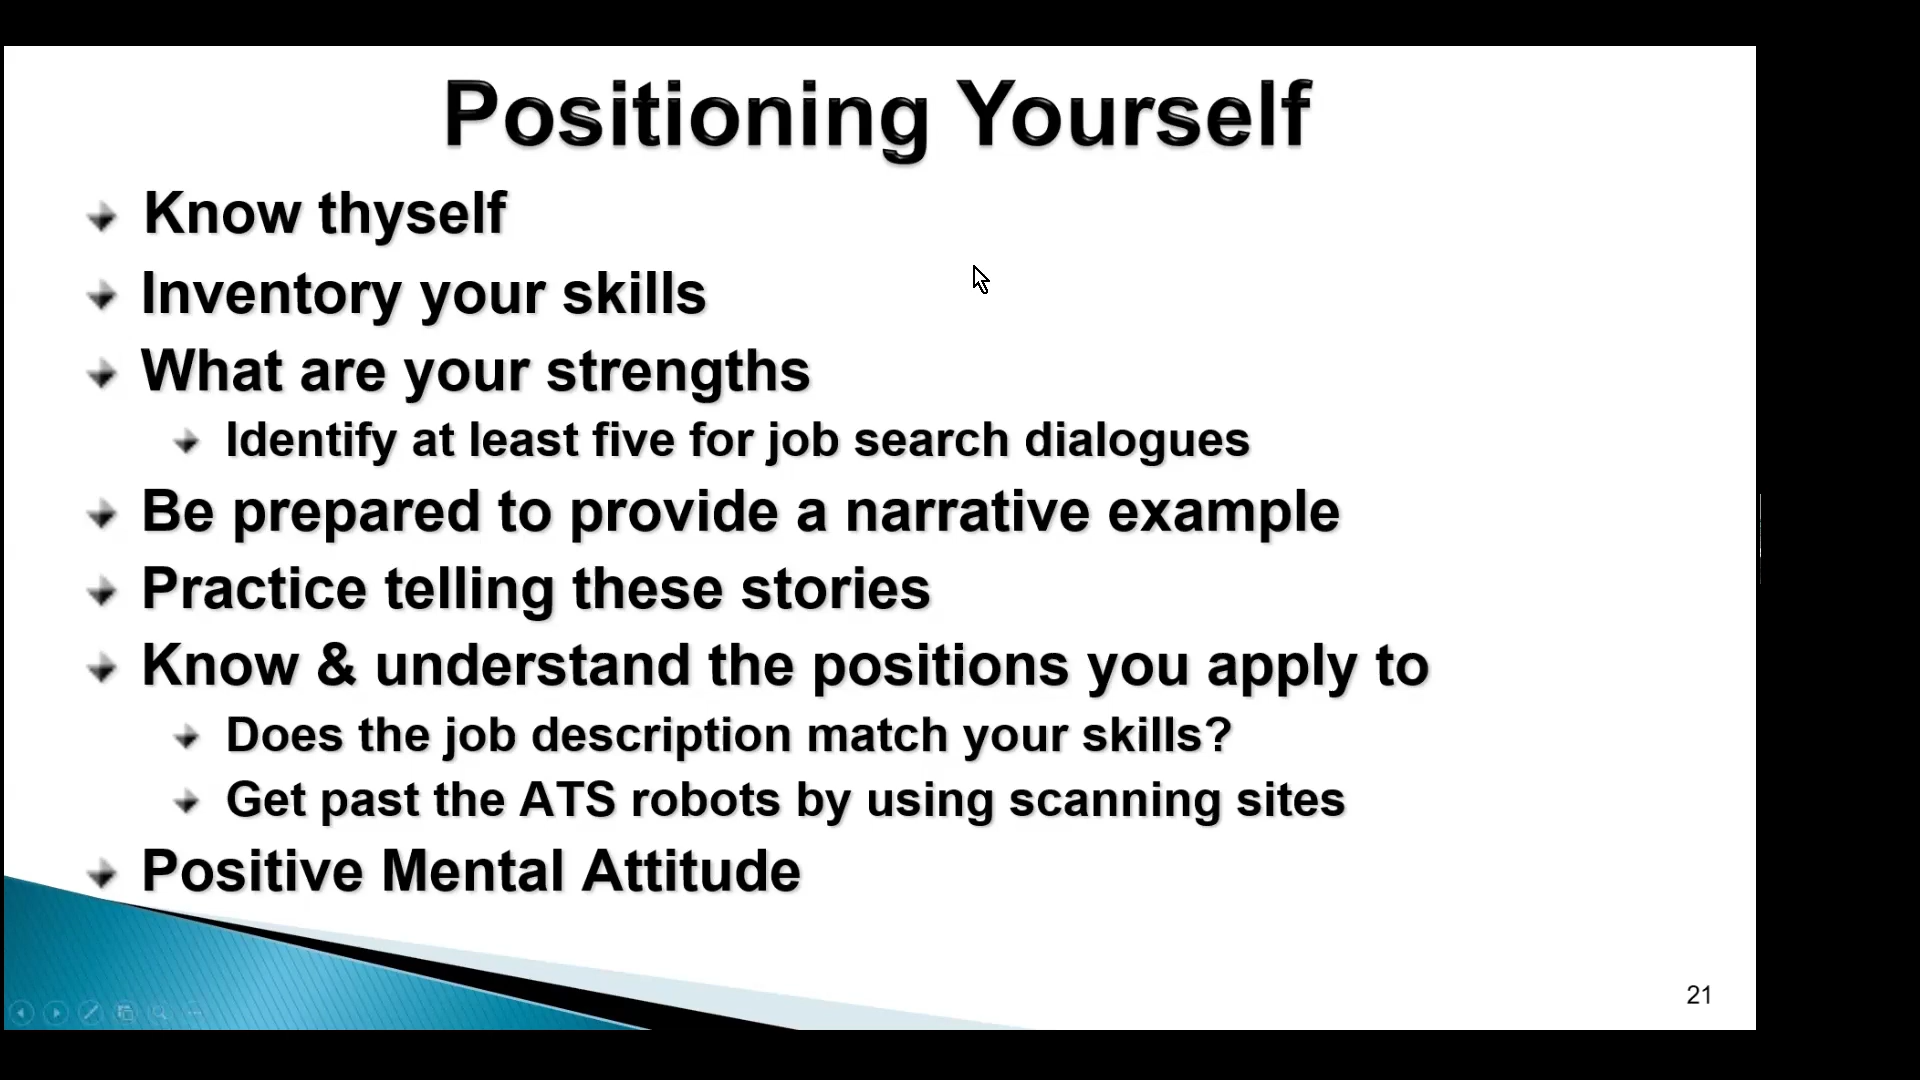 Positioning Yourself
Know thyself
Inventory your skills
What are your strengths
Identify at least five for job search dialogues
Be prepared to provide a narrative example
Practice telling these stories
Know & understand the positions you apply to
Does the job description match your skills?
Get past the ATS robots by using scanning sites
Positive Mental Attitude
21